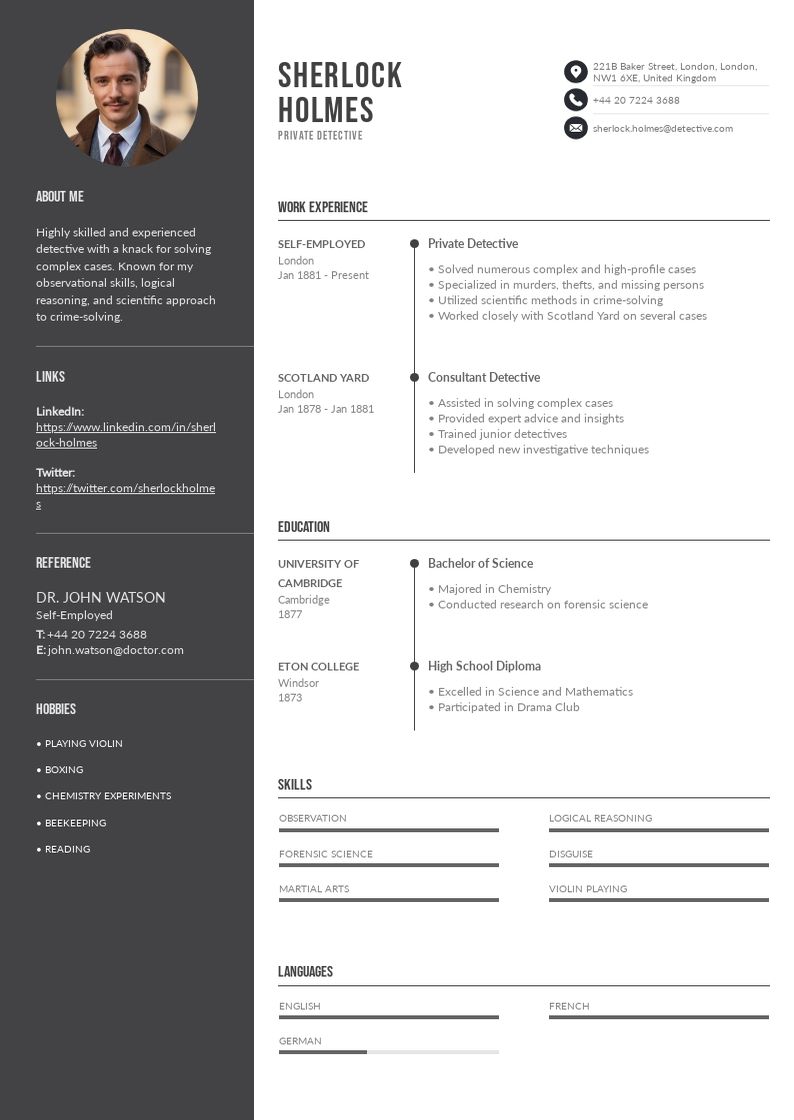 ABOUT ME
Highly skilled and experienced
detective with a knack for solving
complex cases. Known for my
observational skills, logical
reasoning, and scientific approach
to crime-solving.
LINKS
LinkedIn:
https://www.linkedin.com/in/sherl
ock-holmes
Twitter:
https://twitter.com/sherlockholme
s
REFERENCE
DR. JOHN WATSON
Self-Employed
T: +44 20 7224 3688
E: john.watson@doctor.com
HOBBIES
• PLAYING VIOLIN
• BOXING
• CHEMISTRY EXPERIMENTS
• BEEKEEPING
• READING
SHERLOCK
HOLMES
PRIVATE DETECTIVE
221B Baker Street, London, London,
NW1 6XE, United Kingdom
+44 20 7224 3688
sherlock.holmes@detective.com
WORK EXPERIENCE
SELF-EMPLOYED
London
Jan 1881 - Present
Private Detective
• Solved numerous complex and high-profile cases
• Specialized in murders, thefts, and missing persons
• Utilized scientific methods in crime-solving
• Worked closely with Scotland Yard on several cases
SCOTLAND YARD
London
Jan 1878 - Jan 1881
Consultant Detective
• Assisted in solving complex cases
• Provided expert advice and insights
• Trained junior detectives
• Developed new investigative techniques
EDUCATION
UNIVERSITY OF
CAMBRIDGE
Cambridge
1877
Bachelor of Science
• Majored in Chemistry
• Conducted research on forensic science
ETON COLLEGE
Windsor
1873
High School Diploma
• Excelled in Science and Mathematics
• Participated in Drama Club
SKILLS
OBSERVATION
LOGICAL REASONING
FORENSIC SCIENCE
DISGUISE
MARTIAL ARTS
VIOLIN PLAYING
LANGUAGES
ENGLISH
FRENCH
GERMAN